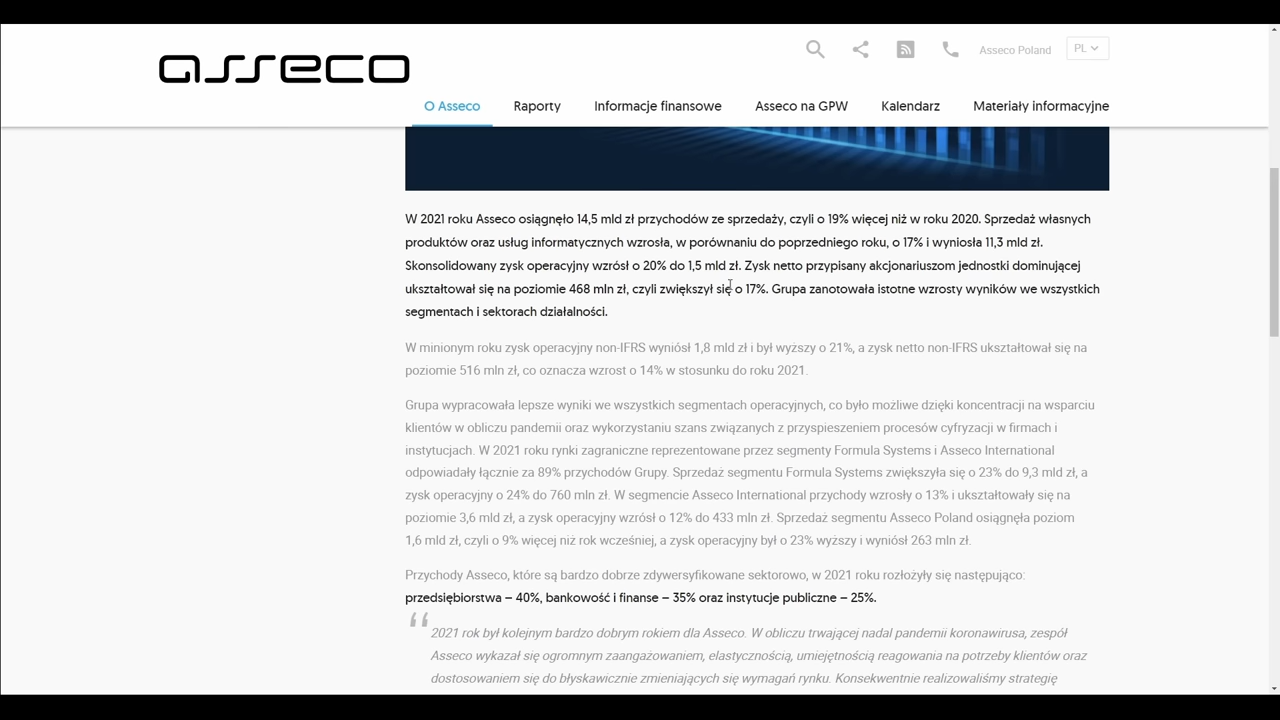 asseco
Asseco Poland
PL
O Asseco
Raporty
Informacje finansowe
Asseco na GPW
Kalendarz
Materiały informacyjne
W 2021 roku Asseco osiągnęło 14,5 mld zł przychodów ze sprzedaży, czyli o 19% więcej niż w roku 2020. Sprzedaż własnych
produktów oraz usług informatycznych wzrosła, w porównaniu do poprzedniego roku, o 17% i wyniosła 11,3 mld zł.
Skonsolidowany zysk operacyjny wzrósł o 20% do 1,5 mld zł. Zysk netto przypisany akcjonariuszom jednostki dominującej
ukształtował się na poziomie 468 mln zł, czyli zwiększył się o 17%. Grupa zanotowała istotne wzrosty wyników we wszystkich
segmentach i sektorach działalności.
W minionym roku zysk operacyjny non-IFRS wyniósł 1,8 mld zł i był wyższy o 21%, a zysk netto non-IFRS ukształtował się na
poziomie 516 mln zł, co oznacza wzrost o 14% w stosunku do roku 2021.
Grupa wypracowała lepsze wyniki we wszystkich segmentach operacyjnych, co było możliwe dzięki koncentracji na wsparciu
klientów w obliczu pandemii oraz wykorzystaniu szans związanych z przyspieszeniem procesów cyfryzacji w firmach i
instytucjach. W 2021 roku rynki zagraniczne reprezentowane przez segmenty Formula Systems i Asseco International
odpowiadały łącznie za 89% przychodów Grupy. Sprzedaż segmentu Formula Systems zwiększyła się o 23% do 9,3 mld zł, a
zysk operacyjny o 24% do 760 mln zł. W segmencie Asseco International przychody wzrosły o 13% i ukształtowały się na
poziomie 3,6 mld zł, a zysk operacyjny wzrósł o 12% do 433 mln zł. Sprzedaż segmentu Asseco Poland osiągnęła poziom
1,6 mld zł, czyli o 9% więcej niż rok wcześniej, a zysk operacyjny był o 23% wyższy i wyniósł 263 mln zł.
Przychody Asseco, które są bardzo dobrze zdywersyfikowane sektorowo, w 2021 roku rozłożyły się następująco:
przedsiębiorstwa – 40%, bankowość i finanse – 35% oraz instytucje publiczne – 25%.
“ 2021 rok był kolejnym bardzo dobrym rokiem dla Asseco. W obliczu trwającej nadal pandemii koronawirusa, zespół
Asseco wykazał się ogromnym zaangażowaniem, elastycznością, umiejętnością reagowania na potrzeby klientów oraz
dostosowaniem się do błyskawicznie zmieniających się wymagań rynku. Konsekwentnie realizowaliśmy strategię